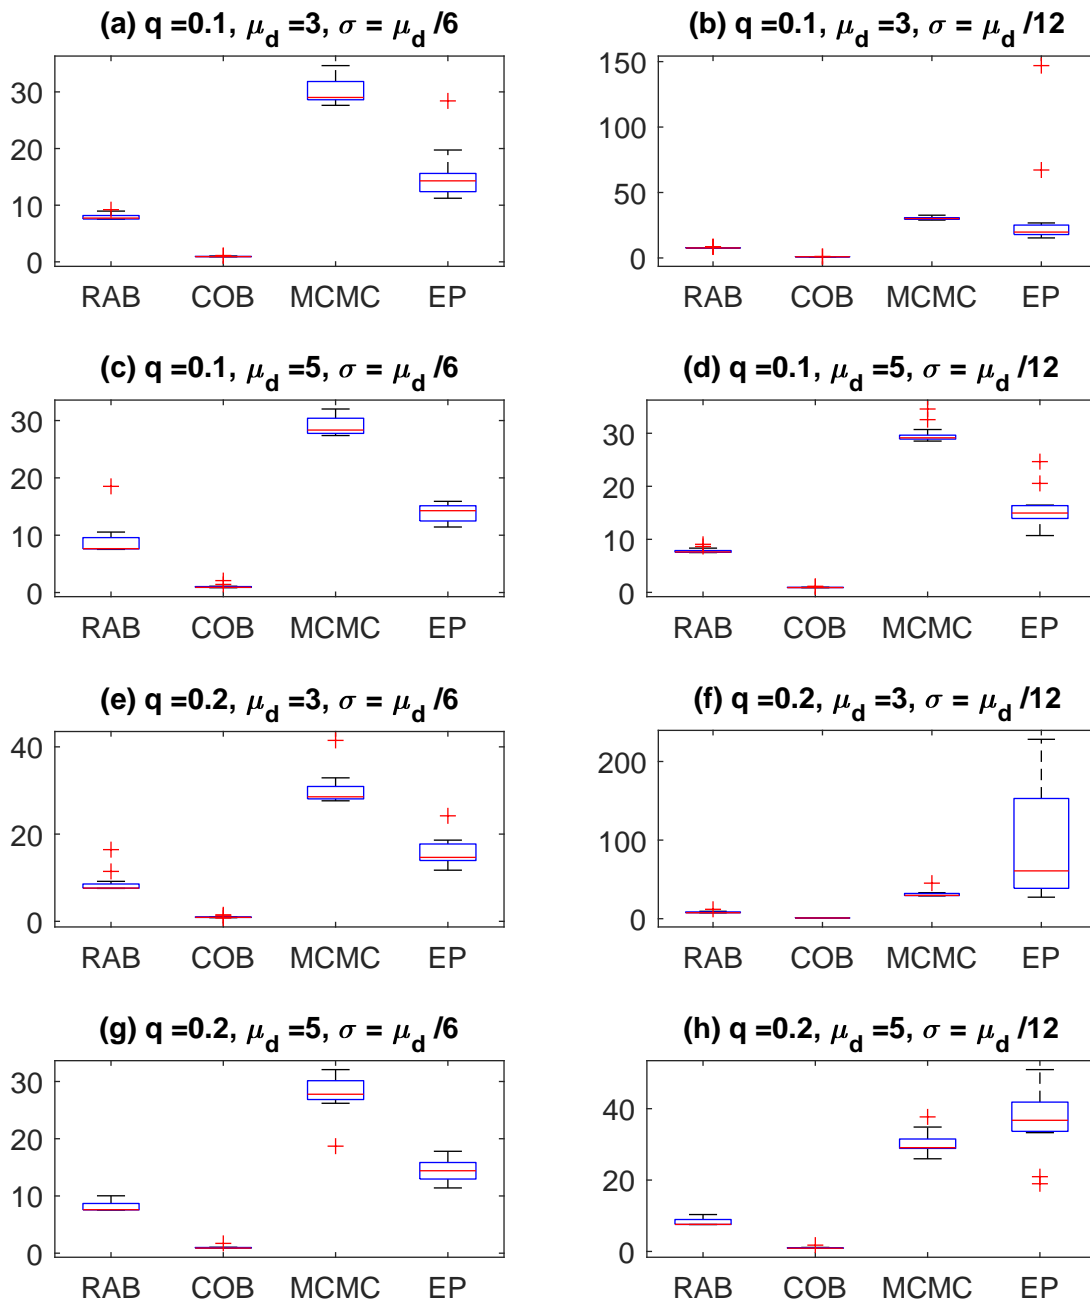 (a) q =0.1, μd =3, σ = μd /6
30
20
10
0
RAB COB MCMC EP
(b) q =0.1, μd =3, σ = μd /12
150
100
50
0
RAB COB MCMC EP
(c) q =0.1, μd =5, σ = μd /6
30
20
10
0
RAB COB MCMC EP
(d) q =0.1, μd =5, σ = μd /12
30
20
10
0
RAB COB MCMC EP
(e) q =0.2, μd =3, σ = μd /6
40
20
0
RAB COB MCMC EP
(f) q =0.2, μd =3, σ = μd /12
200
100
0
RAB COB MCMC EP
(g) q =0.2, μd =5, σ = μd /6
30
20
10
0
RAB COB MCMC EP
(h) q =0.2, μd =5, σ = μd /12
40
20
0
RAB COB MCMC EP